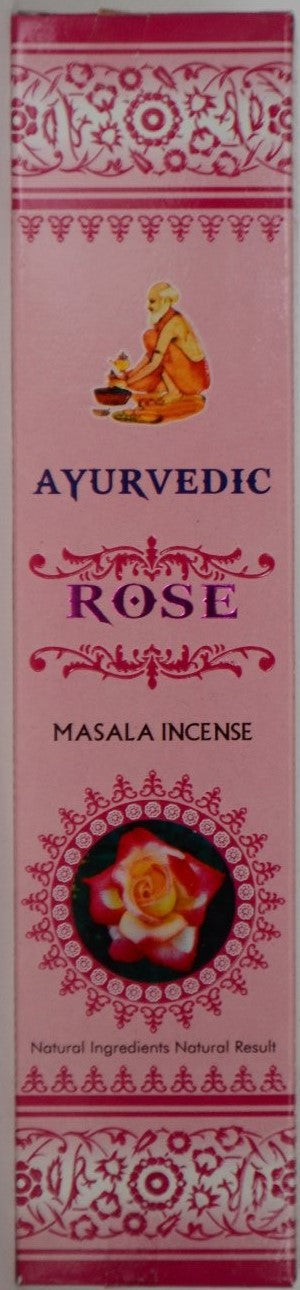 AYURVEDIC
ROSE
MASALA INCENSE
Natural Ingredients Natural Result